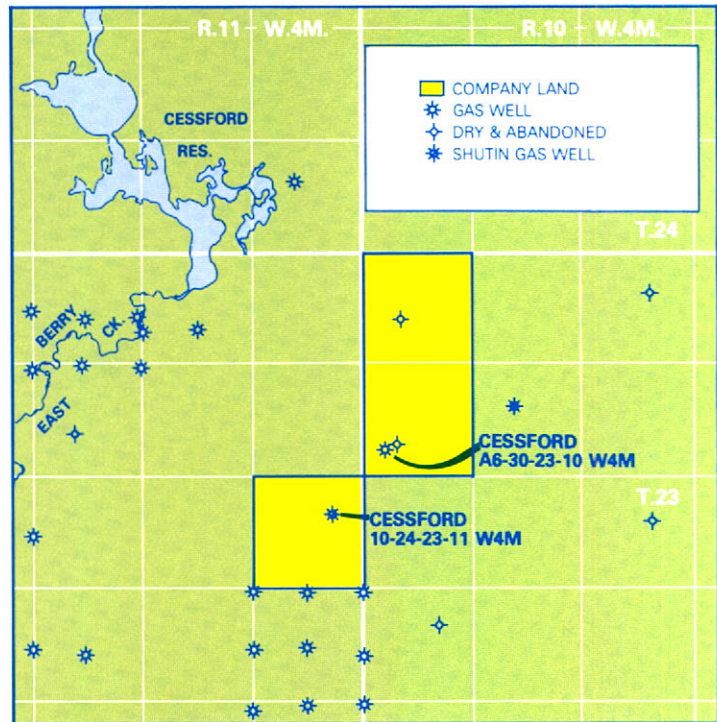 R.11 - W.4M.
R.10 - W.4M.
COMPANY LAND
GAS WELL
DRY & ABANDONED
SHUTIN GAS WELL
CESSFORD
RES.
T.24
BERRY CK.
EAST
CESSFORD
A6-30-23-10 W4M
T.23
CESSFORD
10-24-23-11 W4M